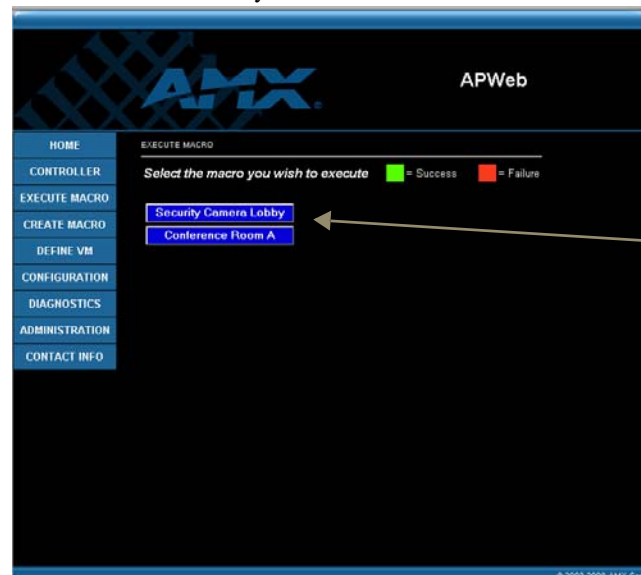 AMX
APWeb
HOME
CONTROLLER
EXECUTE MACRO
CREATE MACRO
DEFINE VM
CONFIGURATION
DIAGNOSTICS
ADMINISTRATION
CONTACT INFO
EXECUTE MACRO
Select the macro you wish to execute = Success = Failure
Security Camera Lobby
Conference Room A